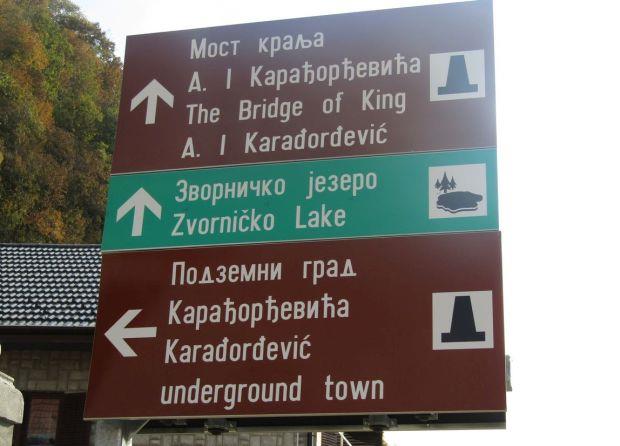 Мост краља
А. I Карађорђевића
The Bridge of King
A. I Karađorđević
Зворничко језеро
Zvorničko Lake
Подземни град
Карађорђевића
Karađorđević
underground town